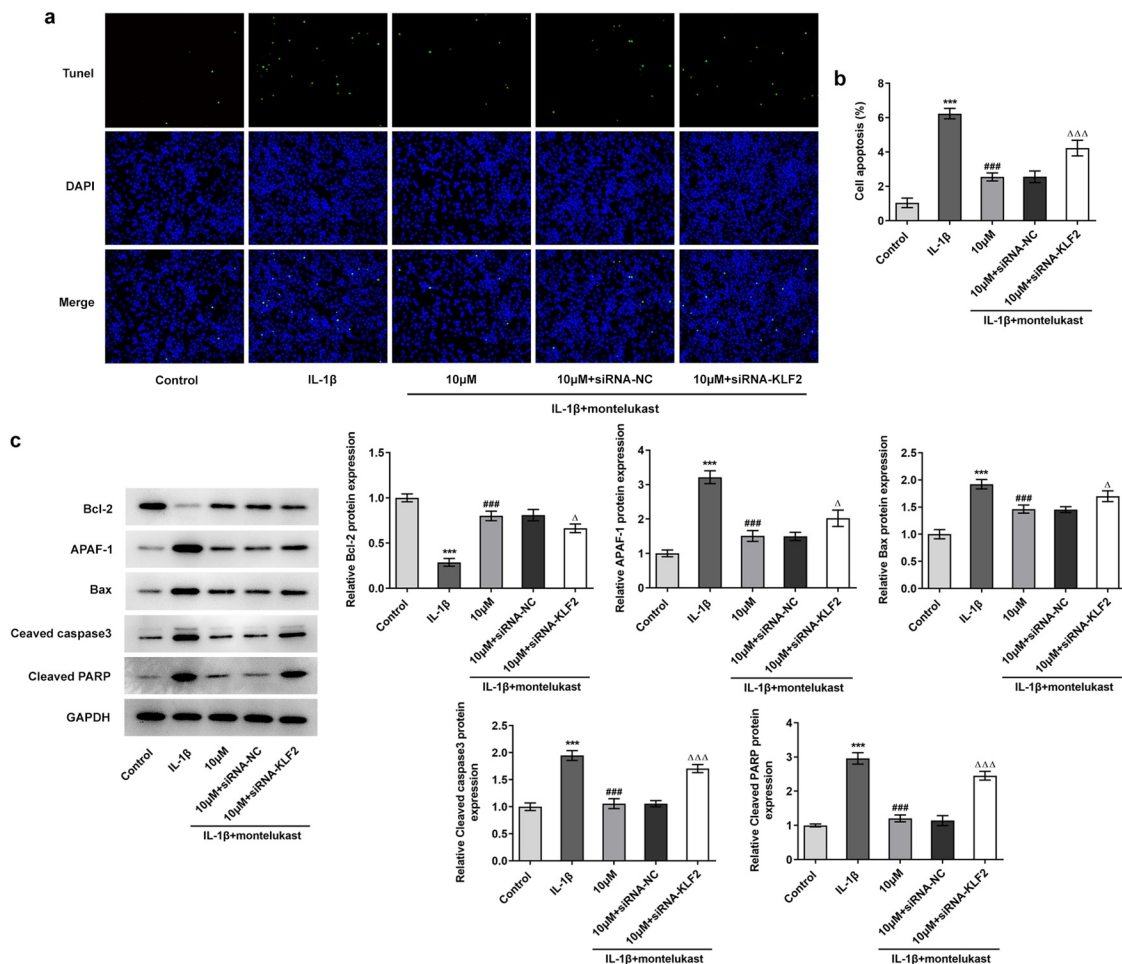 a
Tunel
DAPI
Merge
Control
IL-1β
10μM
10μM+siRNA-NC
10μM+siRNA-KLF2
IL-1β+montelukast
b
Cell apoptosis (%)
8
6
4
2
0
***
###
ΔΔΔ
Control
IL-1β
10μM
10μM+siRNA-NC
10μM+siRNA-KLF2
IL-1β+montelukast
c
Bcl-2
APAF-1
Bax
Ceaved caspase3
Cleaved PARP
GAPDH
Control
IL-1β
10μM
10μM+siRNA-NC
10μM+siRNA-KLF2
IL-1β+montelukast
Relative Bcl-2 protein expression
1.5
1.0
0.5
0.0
***
###
Δ
Control
IL-1β
10μM
10μM+siRNA-NC
10μM+siRNA-KLF2
IL-1β+montelukast
Relative APAF-1 protein expression
4
3
2
1
0
***
###
Δ
Control
IL-1β
10μM
10μM+siRNA-NC
10μM+siRNA-KLF2
IL-1β+montelukast
Relative Bax protein expression
2.5
2.0
1.5
1.0
0.5
0.0
***
###
Δ
Control
IL-1β
10μM
10μM+siRNA-NC
10μM+siRNA-KLF2
IL-1β+montelukast
Relative Cleaved caspase3 protein
expression
2.5
2.0
1.5
1.0
0.5
0.0
***
###
ΔΔΔ
Control
IL-1β
10μM
10μM+siRNA-NC
10μM+siRNA-KLF2
IL-1β+montelukast
Relative Cleaved PARP protein
expression
4
3
2
1
0
***
###
ΔΔΔ
Control
IL-1β
10μM
10μM+siRNA-NC
10μM+siRNA-KLF2
IL-1β+montelukast